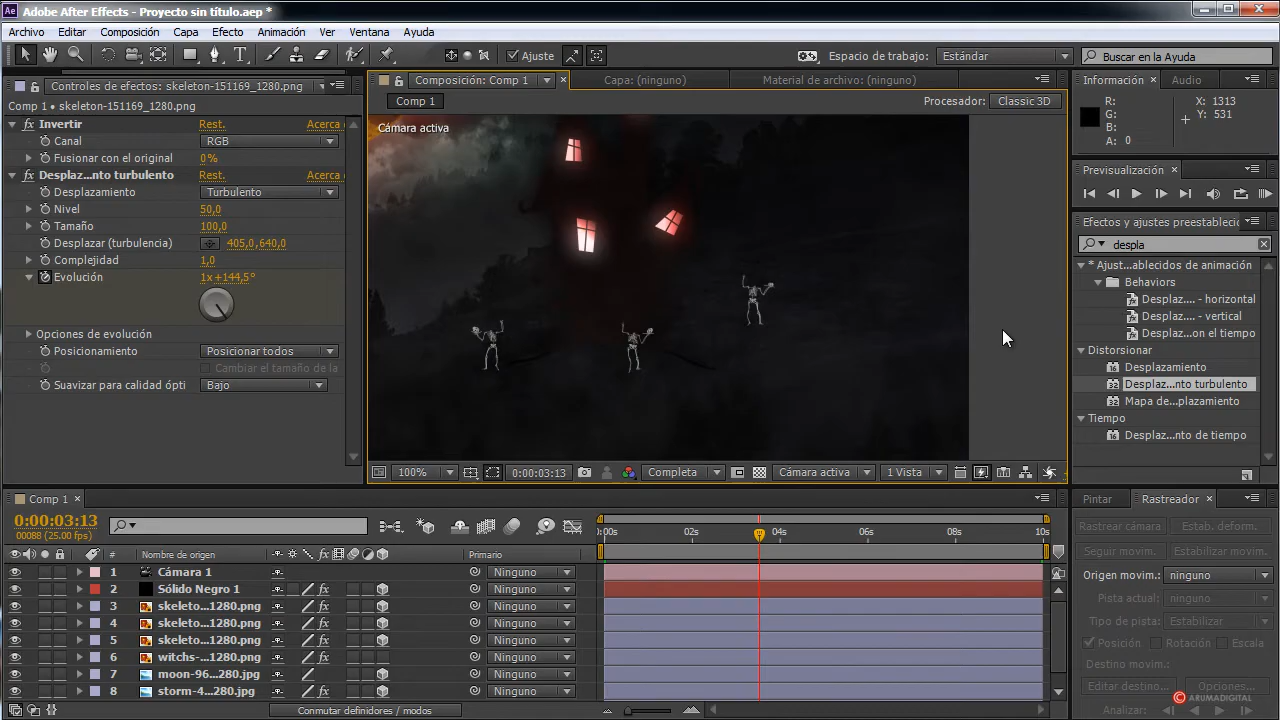 Adobe After Effects - Proyecto sin título.aep *
Archivo Editar Composición Capa Efecto Animación Ver Ventana Ayuda
Ajuste Espacio de trabajo: Estándar Buscar en la Ayuda
Controles de efectos: skeleton-151169_1280.png
Comp 1 • skeleton-151169_1280.png
fx Invertir Rest. Acerca
Canal RGB
Fusionar con el original 0%
fx Desplaz...nto turbulento Rest. Acerca
Desplazamiento Turbulento
Nivel 50,0
Tamaño 100,0
Desplazar (turbulencia) 405,0,640,0
Complejidad 1,0
Evolución 1x+144,5°
Opciones de evolución
Posicionamiento Posicionar todos
Cambiar el tamaño de la
Suavizar para calidad ópti Bajo
Composición: Comp 1 Capa: (ninguno) Material de archivo: (ninguno)
Comp 1 Procesador: Classic 3D
Cámara activa
100% 0:00:03:13 Completa Cámara activa 1 Vista
Información Audio
R: X: 1313
G: Y: 531
B:
A: 0
Previsualización
Efectos y ajustes preestablecic
despla
* Ajust...ablecidos de animación
Behaviors
Desplaz.... - horizontal
Desplaz.... - vertical
Desplaz...on el tiempo
Distorsionar
Desplazamiento
Desplaz...nto turbulento
Mapa de...plazamiento
Tiempo
Desplaz...nto de tiempo
Comp 1
0:00:03:13
00088 (25.00 fps)
# Nombre de origen fx Primario
:00s 02s 04s 06s 08s 10s
1 Cámara 1 Ninguno
2 Sólido Negro 1 fx Ninguno
3 skeleto...1280.png fx Ninguno
4 skeleto...1280.png fx Ninguno
5 skeleto...1280.png fx Ninguno
6 witchs-...1280.png fx Ninguno
7 moon-96...280.jpg Ninguno
8 storm-4...280.jpg fx Ninguno
Conmutar definidores / modos
Pintar Rastreador
Rastrear cámara Estab. deform.
Seguir movim. Estabilizar movim.
Origen movim.: ninguno
Pista actual: ninguno
Tipo de pista: Estabilizar
Posición Rotación Escala
Destino movim.:
Editar destino... Opciones...
Analizar:
© ARUMADIGITAL